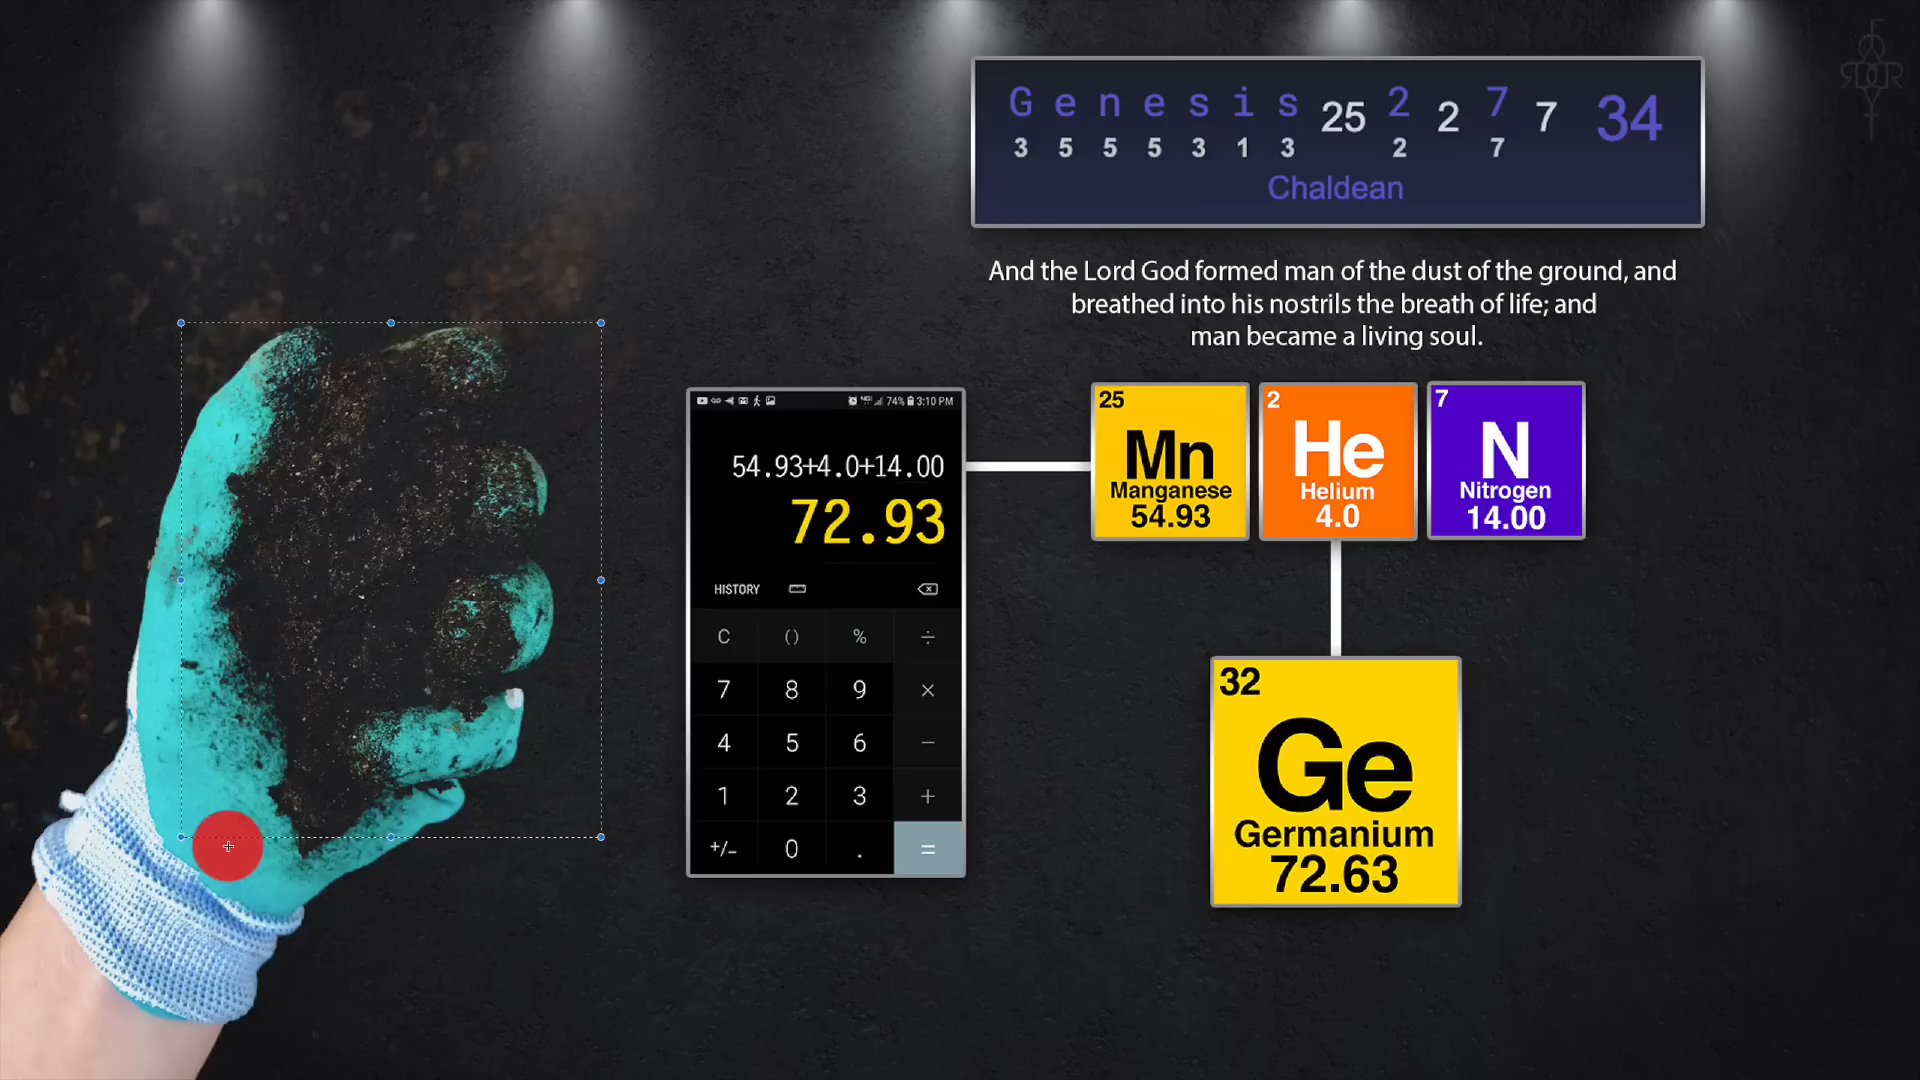 G e n e s i s 25 2 2 7 7 34
3 5 5 5 3 1 3 2 7
Chaldean
And the Lord God formed man of the dust of the ground, and
breathed into his nostrils the breath of life; and
man became a living soul.
74% 3:10 PM
54.93+4.0+14.00
72.93
HISTORY
C () % ÷
7 8 9 ×
4 5 6 −
1 2 3 +
+/− 0 . =
25
Mn
Manganese
54.93
2
He
Helium
4.0
7
N
Nitrogen
14.00
32
Ge
Germanium
72.63